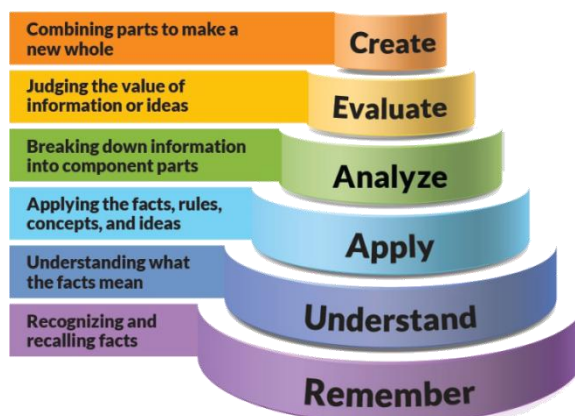 Combining parts to make a
new whole
Create
Judging the value of
information or ideas
Evaluate
Breaking down information
into component parts
Analyze
Applying the facts, rules,
concepts, and ideas
Apply
Understanding what
the facts mean
Understand
Recognizing and
recalling facts
Remember